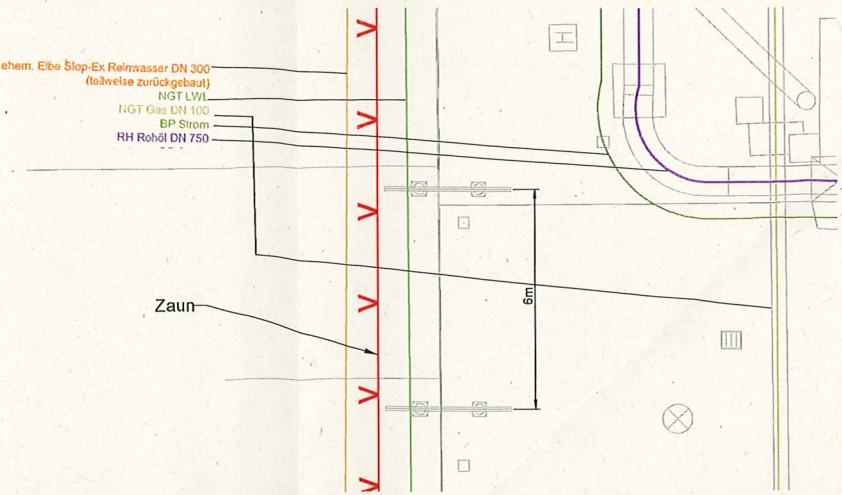 ehem. Elbe Slop-Ex Reinwasser DN 300
(teilweise zurückgebaut)
NGT LWL
NGT Gas DN 100
BP Strom
RH Rohöl DN 750
Zaun
6m